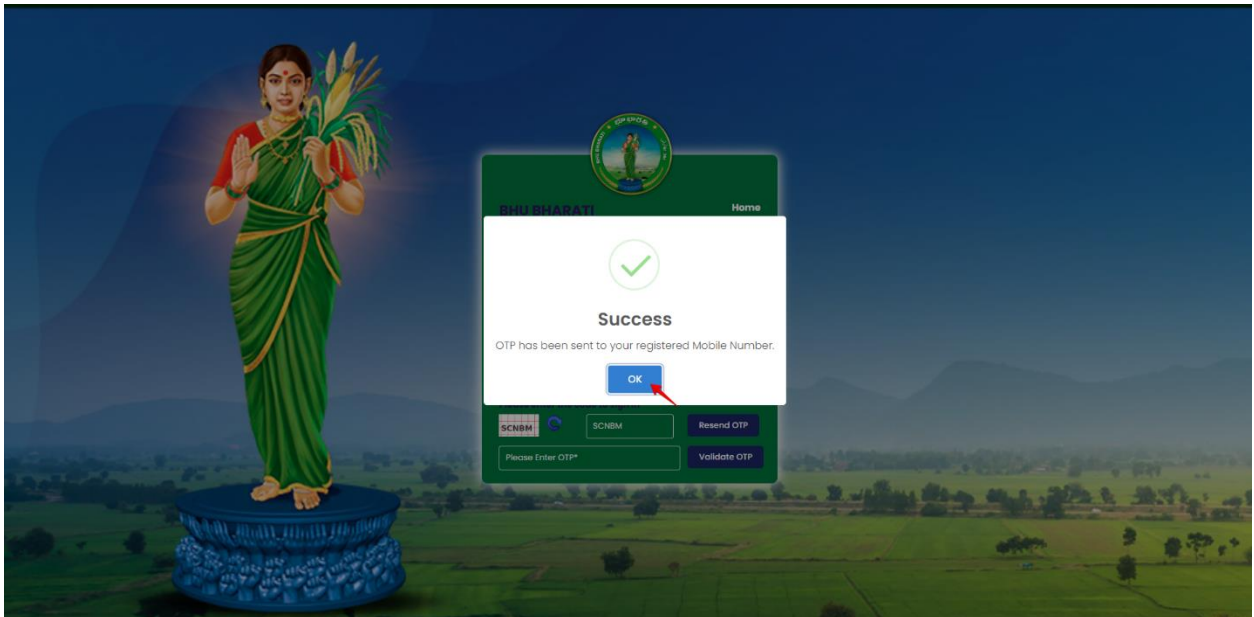 భూ భారతి
BHU BHARATI
Home
Success
OTP has been sent to your registered Mobile Number.
OK
SCNBM
SCNBM
Resend OTP
Please Enter OTP*
Validate OTP